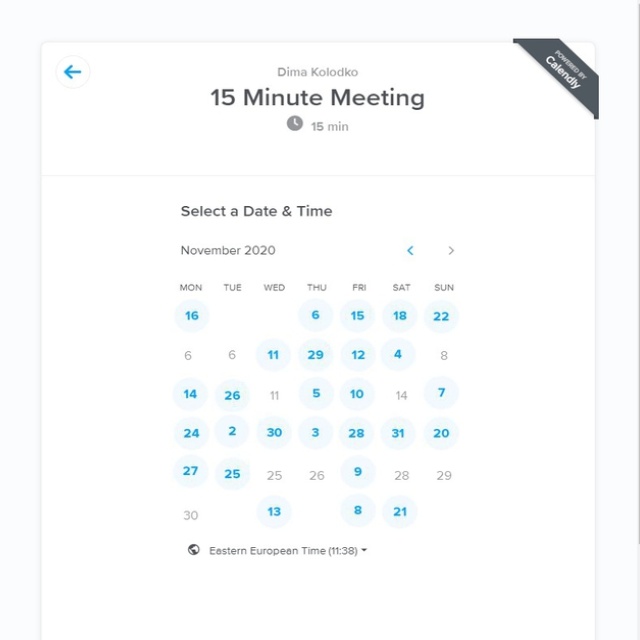 POWERED BY
Calendly
Dima Kolodko
15 Minute Meeting
15 min
Select a Date & Time
November 2020
MON TUE WED THU FRI SAT SUN
16 6 15 18 22
6 6 11 29 12 4 8
14 26 11 5 10 14 7
24 2 30 3 28 31 20
27 25 25 26 9 28 29
30 13 8 21
Eastern European Time (11:38)